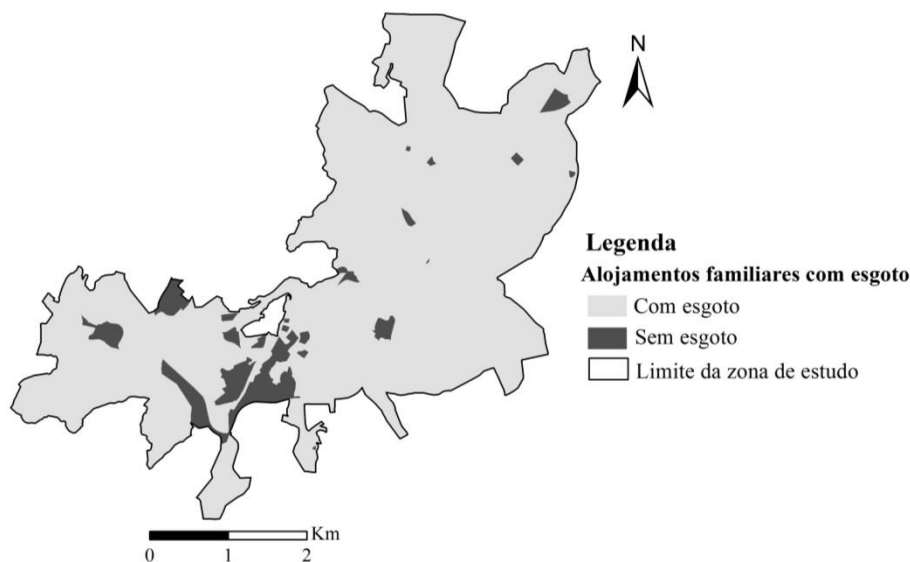 N
Legenda
Alojamentos familiares com esgoto
Com esgoto
Sem esgoto
Limite da zona de estudo
Km
0 1 2